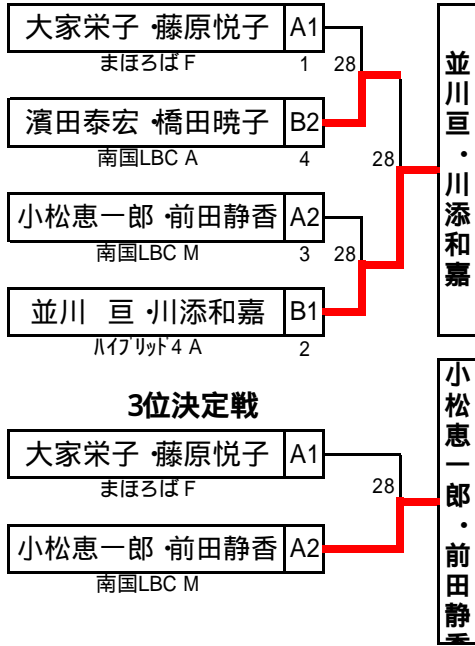 大家栄子・藤原悦子 A1
まほろばF 1 28
濱田泰宏・橋田暁子 B2
南国LBC A 4 28
小松恵一郎・前田静香 A2
南国LBC M 3 28
並川 亘・川添和嘉 B1
ﾊｲﾌﾞﾘｯﾄﾞ4 A 2
並川亘・川添和嘉
3位決定戦
大家栄子・藤原悦子 A1
まほろばF 28
小松恵一郎・前田静香 A2
南国LBC M
小松恵一郎・前田静香